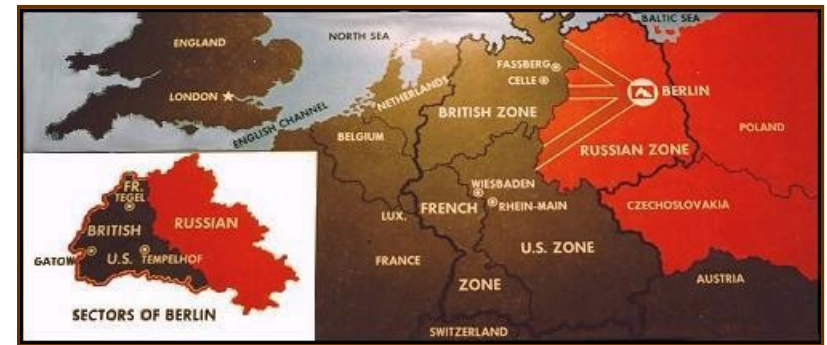 BALTIC SEA
NORTH SEA
ENGLAND
FASSBERG
CELLE
BERLIN
LONDON
NETHERLANDS
ENGLISH CHANNEL
BRITISH ZONE
BELGIUM
POLAND
RUSSIAN ZONE
WIESBADEN
RHEIN-MAIN
FRENCH
LUX.
CZECHOSLOVAKIA
U.S. ZONE
FRANCE
AUSTRIA
ZONE
SWITZERLAND
FR.
TEGEL
RUSSIAN
BRITISH
GATOW
U.S.
TEMPELHOF
SECTORS OF BERLIN